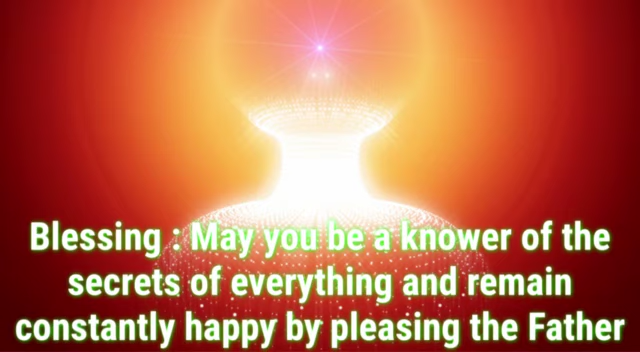 Blessing : May you be a knower of the
secrets of everything and remain
constantly happy by pleasing the Father